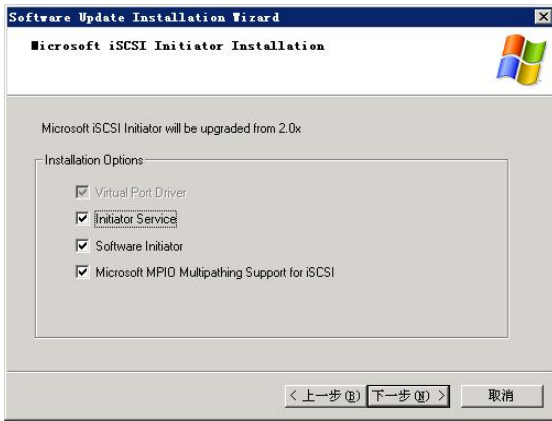 Software Update Installation Wizard
Microsoft iSCSI Initiator Installation
Microsoft iSCSI Initiator will be upgraded from 2.0x
Installation Options
Virtual Port Driver
Initiator Service
Software Initiator
Microsoft MPIO Multipathing Support for iSCSI
< 上一步(B) 下一步(N) > 取消